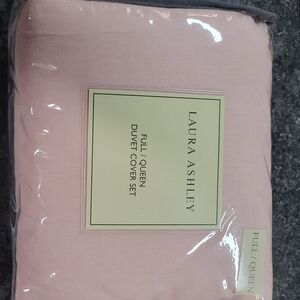 LAURA ASHLEY
FULL / QUEEN
DUVET COVER SET
FULL / QUEEN